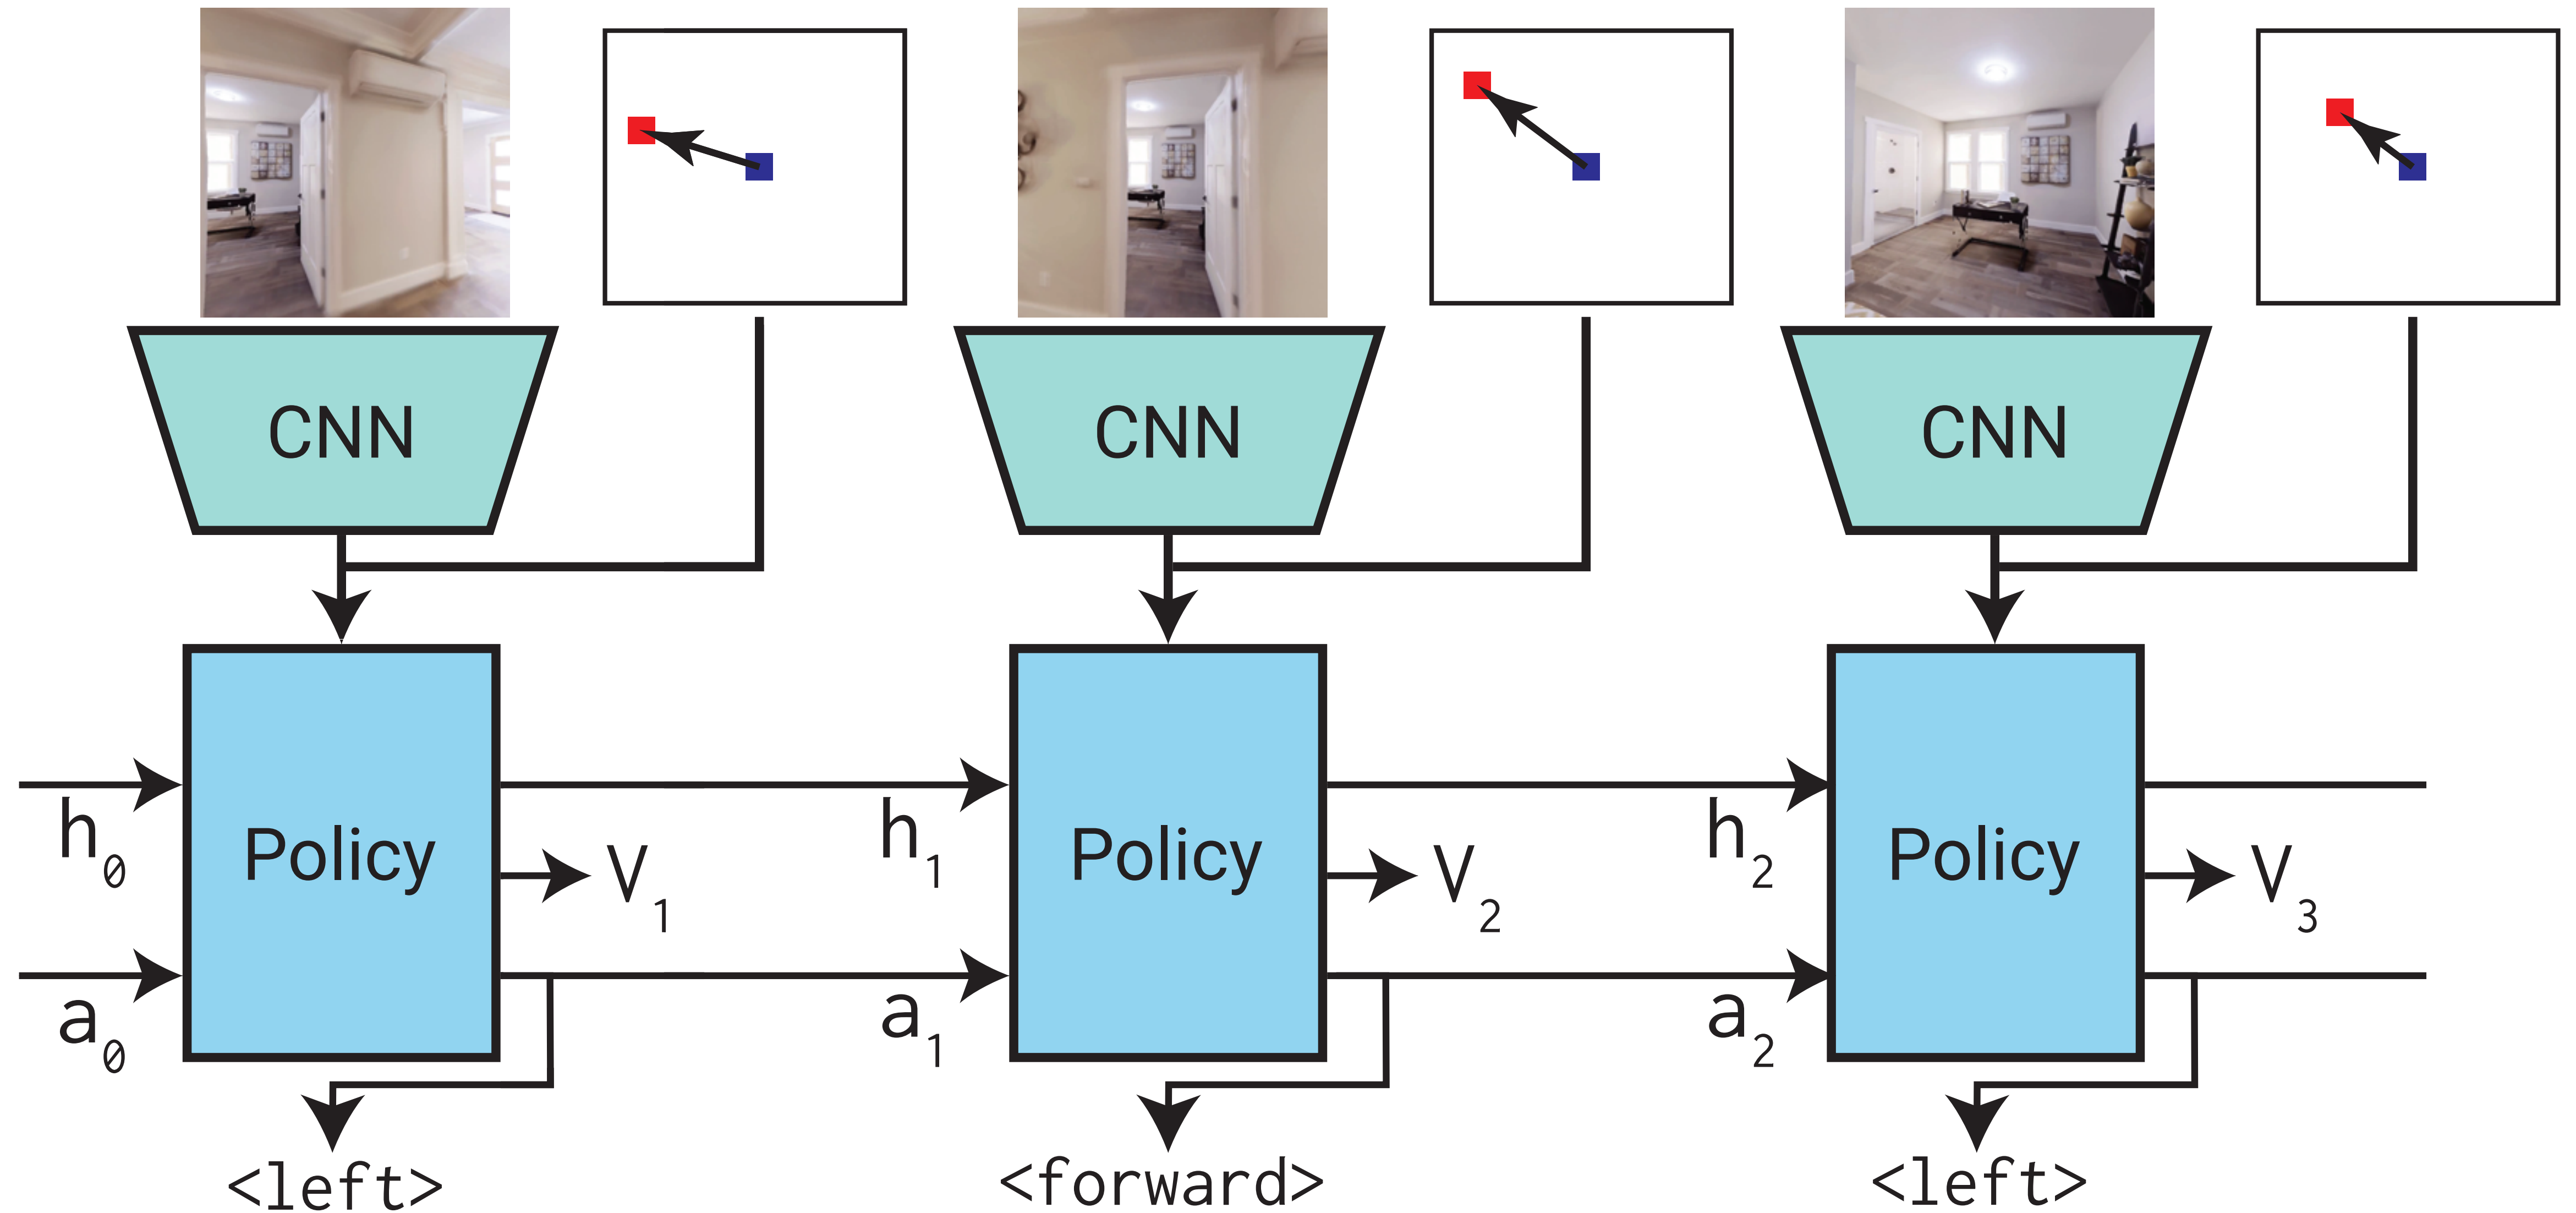 CNN
CNN
CNN
Policy
Policy
Policy
h0
h1
h2
V1
V2
V3
a0
a1
a2
<left>
<forward>
<left>